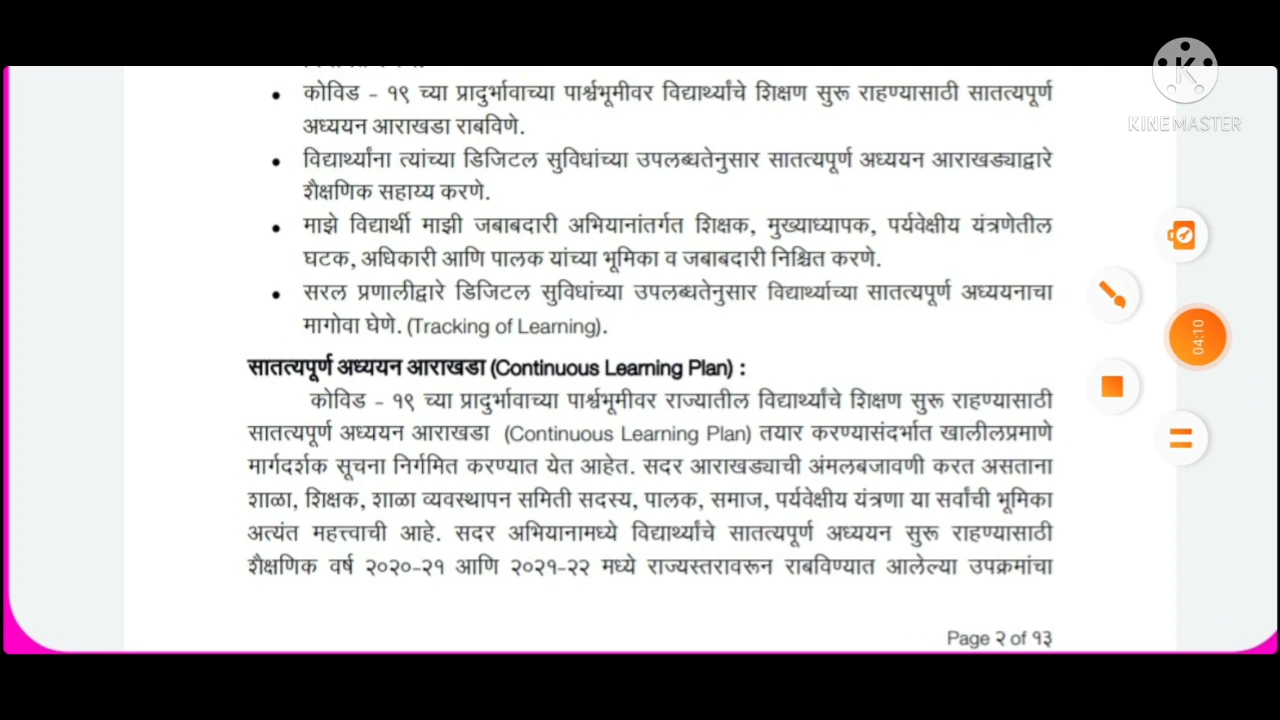 KINEMASTER
• कोविड - १९ च्या प्रादुर्भावाच्या पार्श्वभूमीवर विद्यार्थ्यांचे शिक्षण सुरू राहण्यासाठी सातत्यपूर्ण
अध्ययन आराखडा राबविणे.
• विद्यार्थ्यांना त्यांच्या डिजिटल सुविधांच्या उपलब्धतेनुसार सातत्यपूर्ण अध्ययन आराखड्याद्वारे
शैक्षणिक सहाय्य करणे.
• माझे विद्यार्थी माझी जबाबदारी अभियानांतर्गत शिक्षक, मुख्याध्यापक, पर्यवेक्षीय यंत्रणेतील
घटक, अधिकारी आणि पालक यांच्या भूमिका व जबाबदारी निश्चित करणे.
• सरल प्रणालीद्वारे डिजिटल सुविधांच्या उपलब्धतेनुसार विद्यार्थ्याच्या सातत्यपूर्ण अध्ययनाचा
मागोवा घेणे. (Tracking of Learning).
04:10
सातत्यपूर्ण अध्ययन आराखडा (Continuous Learning Plan) :
कोविड - १९ च्या प्रादुर्भावाच्या पार्श्वभूमीवर राज्यातील विद्यार्थ्यांचे शिक्षण सुरू राहण्यासाठी
सातत्यपूर्ण अध्ययन आराखडा (Continuous Learning Plan) तयार करण्यासंदर्भात खालीलप्रमाणे
मार्गदर्शक सूचना निर्गमित करण्यात येत आहेत. सदर आराखड्याची अंमलबजावणी करत असताना
शाळा, शिक्षक, शाळा व्यवस्थापन समिती सदस्य, पालक, समाज, पर्यवेक्षीय यंत्रणा या सर्वांची भूमिका
अत्यंत महत्त्वाची आहे. सदर अभियानामध्ये विद्यार्थ्यांचे सातत्यपूर्ण अध्ययन सुरू राहण्यासाठी
शैक्षणिक वर्ष २०२०-२१ आणि २०२१-२२ मध्ये राज्यस्तरावरून राबविण्यात आलेल्या उपक्रमांचा
Page २ of १३